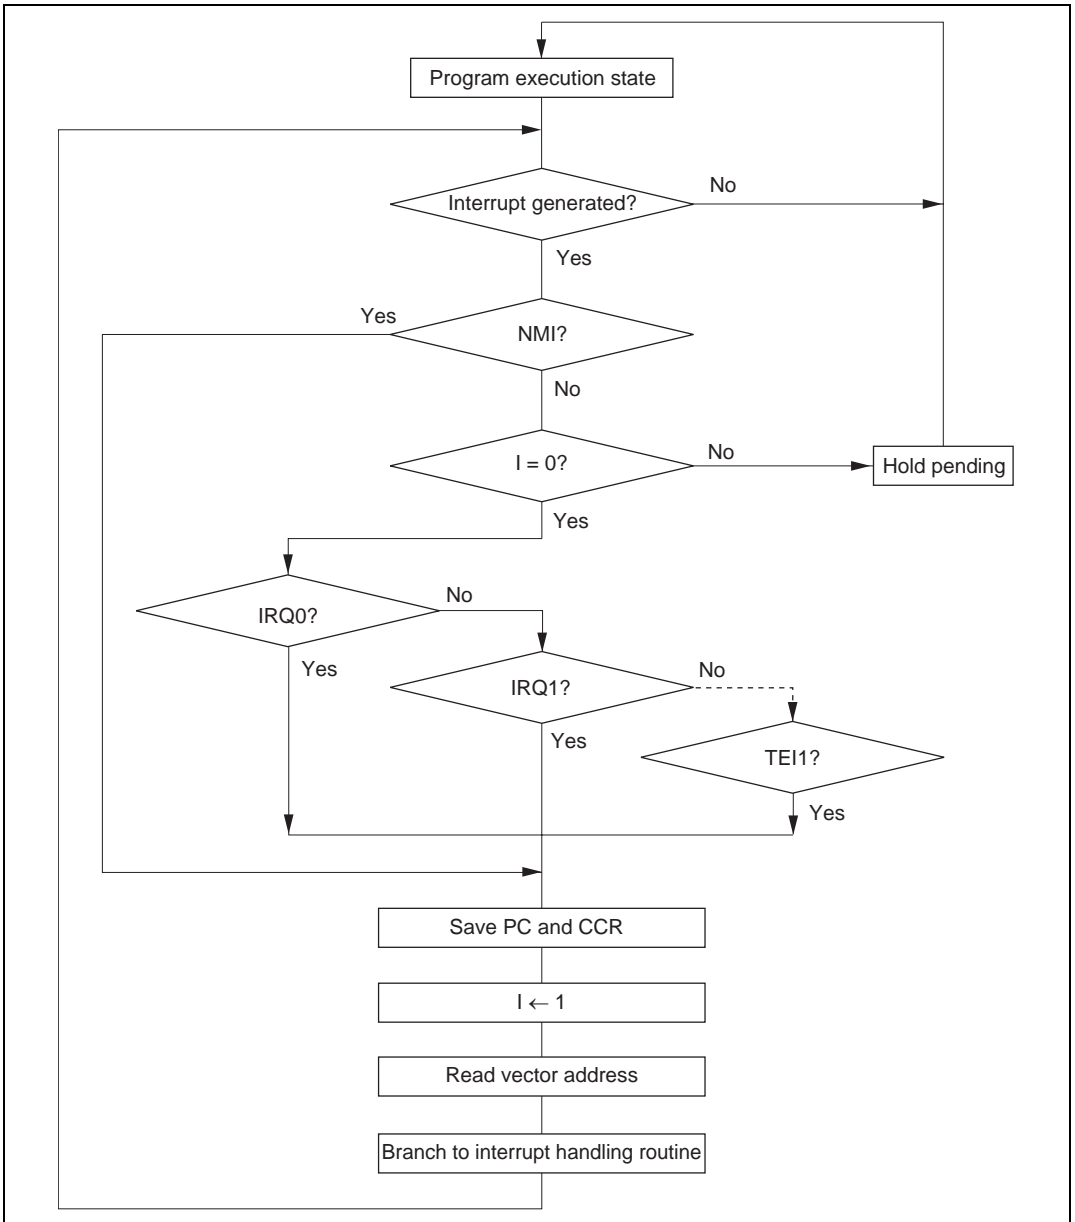 Program execution state
Interrupt generated?
No
Yes
Yes
NMI?
No
I = 0?
No
Hold pending
Yes
IRQ0?
No
Yes
IRQ1?
No
Yes
TEI1?
Yes
Save PC and CCR
I ← 1
Read vector address
Branch to interrupt handling routine